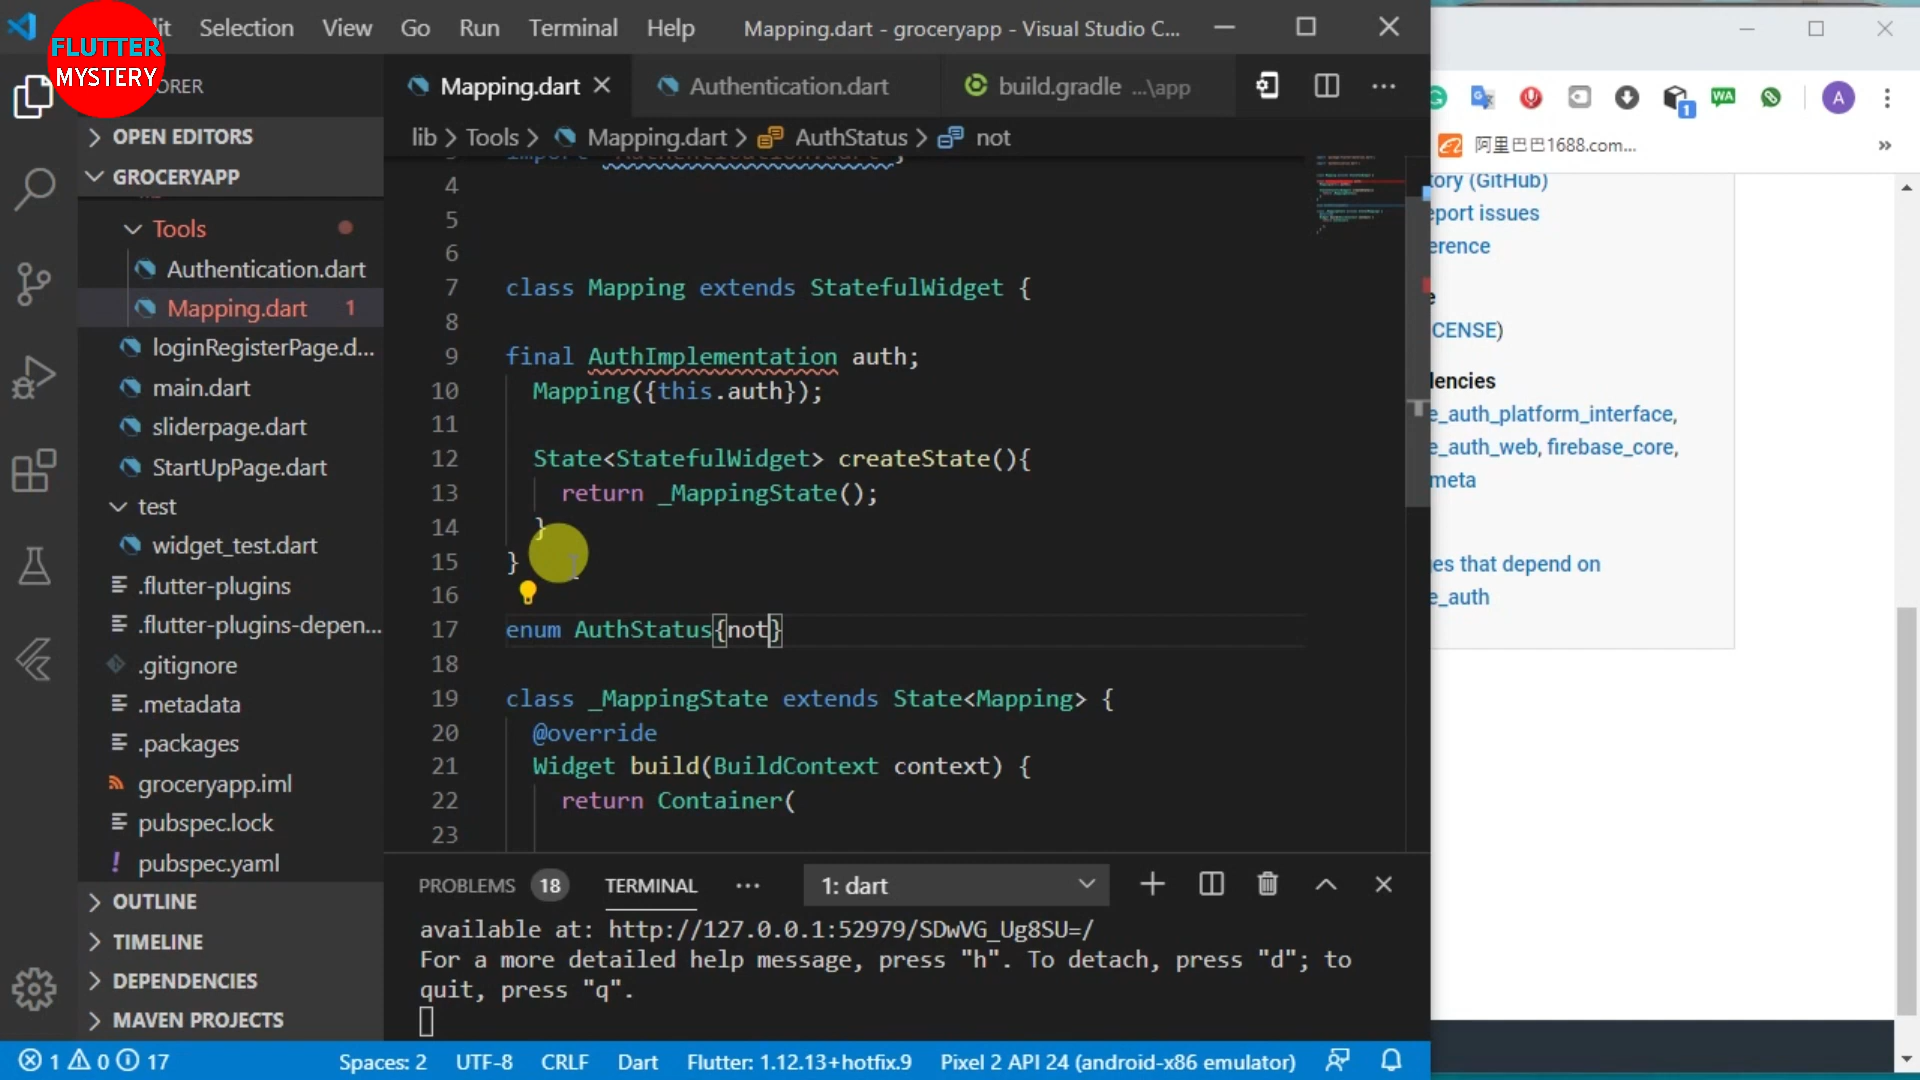 FLUTTER
MYSTERY
Selection
View
Go
Run
Terminal
Help
Mapping.dart - groceryapp - Visual Studio C...
Mapping.dart
Authentication.dart
build.gradle ...\app
lib > Tools > Mapping.dart > AuthStatus > not
OPEN EDITORS
GROCERYAPP
Tools
Authentication.dart
Mapping.dart 1
loginRegisterPage.d...
main.dart
sliderpage.dart
StartUpPage.dart
test
widget_test.dart
.flutter-plugins
.flutter-plugins-depen...
.gitignore
.metadata
.packages
groceryapp.iml
pubspec.lock
pubspec.yaml
OUTLINE
TIMELINE
DEPENDENCIES
MAVEN PROJECTS
4
5
6
7 class Mapping extends StatefulWidget {
8
9 final AuthImplementation auth;
10 Mapping({this.auth});
11
12 State<StatefulWidget> createState(){
13 return _MappingState();
14 }
15 }
16
17 enum AuthStatus{not}
18
19 class _MappingState extends State<Mapping> {
20 @override
21 Widget build(BuildContext context) {
22 return Container(
23
PROBLEMS 18
TERMINAL
1: dart
available at: http://127.0.0.1:52979/SDwVG_Ug8SU=/
For a more detailed help message, press "h". To detach, press "d"; to
quit, press "q".
1 0 17
Spaces: 2
UTF-8
CRLF
Dart
Flutter: 1.12.13+hotfix.9
Pixel 2 API 24 (android-x86 emulator)
1
WA
A
阿里巴巴1688.com...
tory (GitHub)
eport issues
erence
e
ICENSE)
dencies
e_auth_platform_interface,
e_auth_web, firebase_core,
meta
es that depend on
e_auth